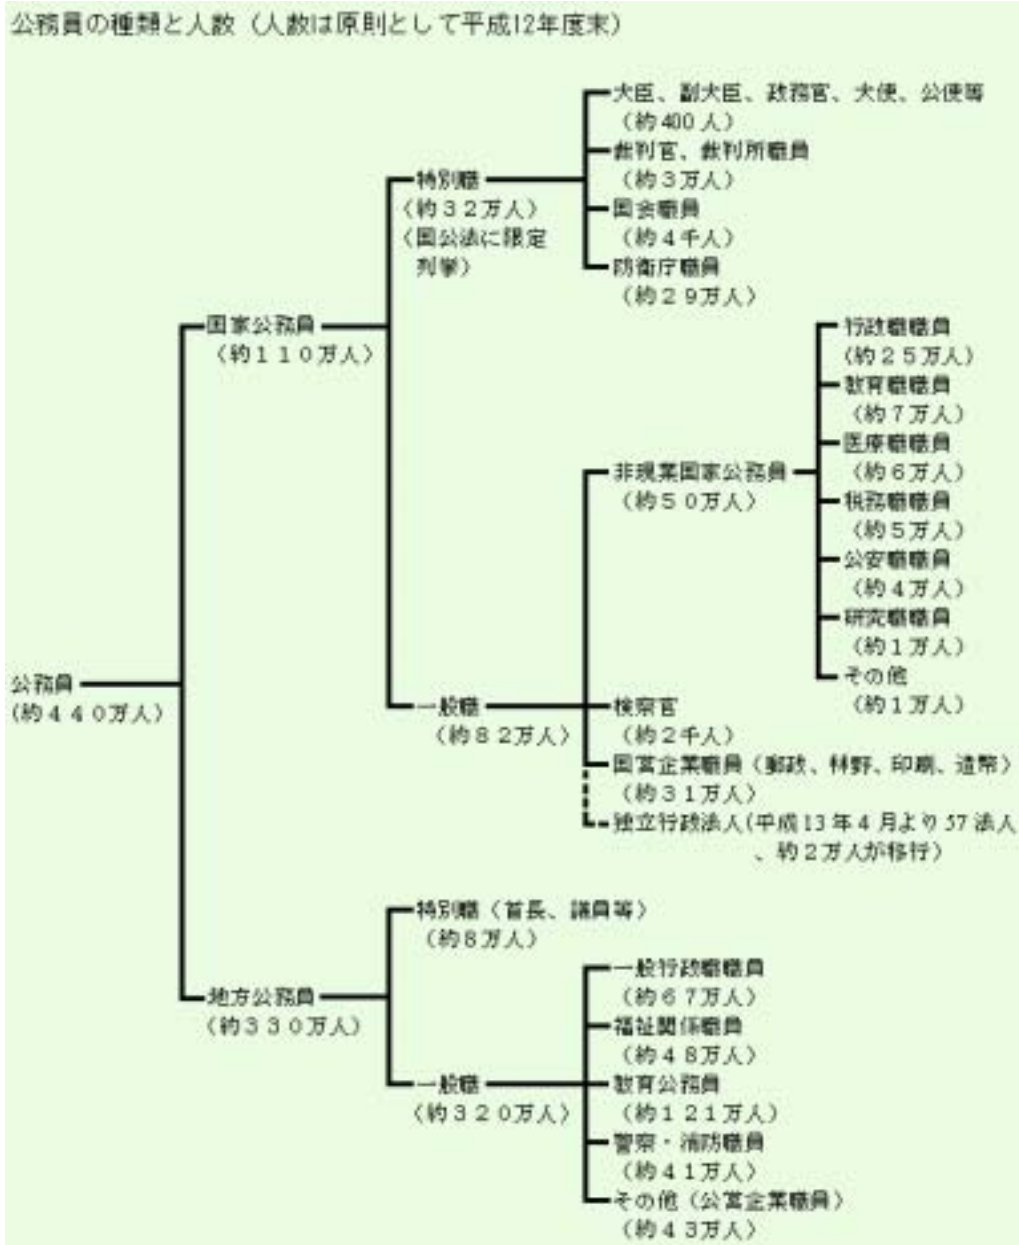 公務員の種類と人数（人数は原則として平成12年度末）
公務員
（約４４０万人）
国家公務員
（約１１０万人）
特別職
（約３２万人）
（国公法に限定
列挙）
大臣、副大臣、政務官、大使、公使等
（約400人）
裁判官、裁判所職員
（約３万人）
国会職員
（約４千人）
防衛庁職員
（約２９万人）
一般職
（約８２万人）
非現業国家公務員
（約５０万人）
行政職職員
（約２５万人）
教育職職員
（約７万人）
医療職職員
（約６万人）
税務職職員
（約５万人）
公安職職員
（約４万人）
研究職職員
（約１万人）
その他
（約１万人）
検察官
（約２千人）
国営企業職員（郵政、林野、印刷、造幣）
（約３１万人）
独立行政法人(平成13年４月より57法人
、約２万人が移行）
地方公務員
（約３３０万人）
特別職（首長、議員等）
（約８万人）
一般職
（約３２０万人）
一般行政職職員
（約６７万人）
福祉関係職員
（約４８万人）
教育公務員
（約１２１万人）
警察・消防職員
（約４１万人）
その他（公営企業職員）
（約４３万人）